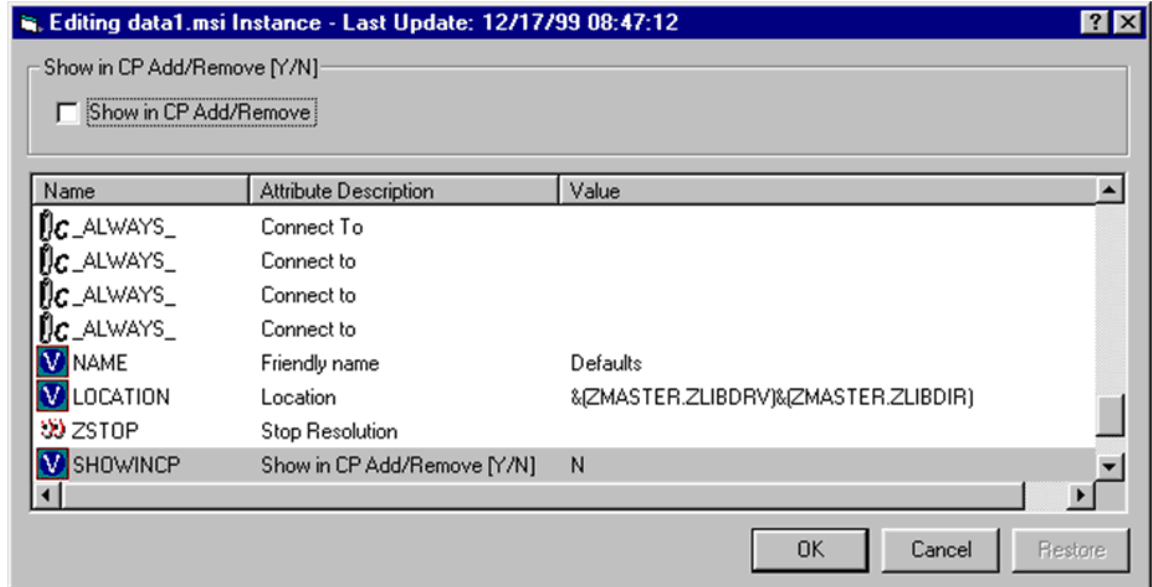 Editing data1.msi Instance - Last Update: 12/17/99 08:47:12
Show in CP Add/Remove [Y/N]
Show in CP Add/Remove
Name Attribute Description Value
_ALWAYS_ Connect To
_ALWAYS_ Connect to
_ALWAYS_ Connect to
_ALWAYS_ Connect to
NAME Friendly name Defaults
LOCATION Location &(ZMASTER.ZLIBDRV)&(ZMASTER.ZLIBDIR)
ZSTOP Stop Resolution
SHOWINCP Show in CP Add/Remove [Y/N] N
OK Cancel Restore